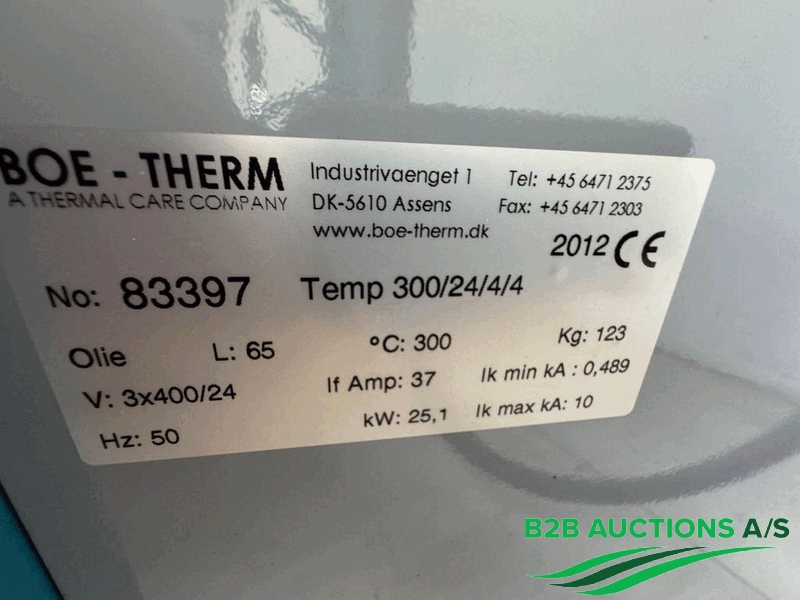 BOE - THERM
A THERMAL CARE COMPANY
Industrivaenget 1
DK-5610 Assens
www.boe-therm.dk
Tel: +45 6471 2375
Fax: +45 6471 2303
2012 CE
No: 83397 Temp 300/24/4/4
Olie L: 65 °C: 300 Kg: 123
V: 3x400/24 If Amp: 37 Ik min kA : 0,489
Hz: 50 kW: 25,1 Ik max kA: 10
B2B AUCTIONS A/S